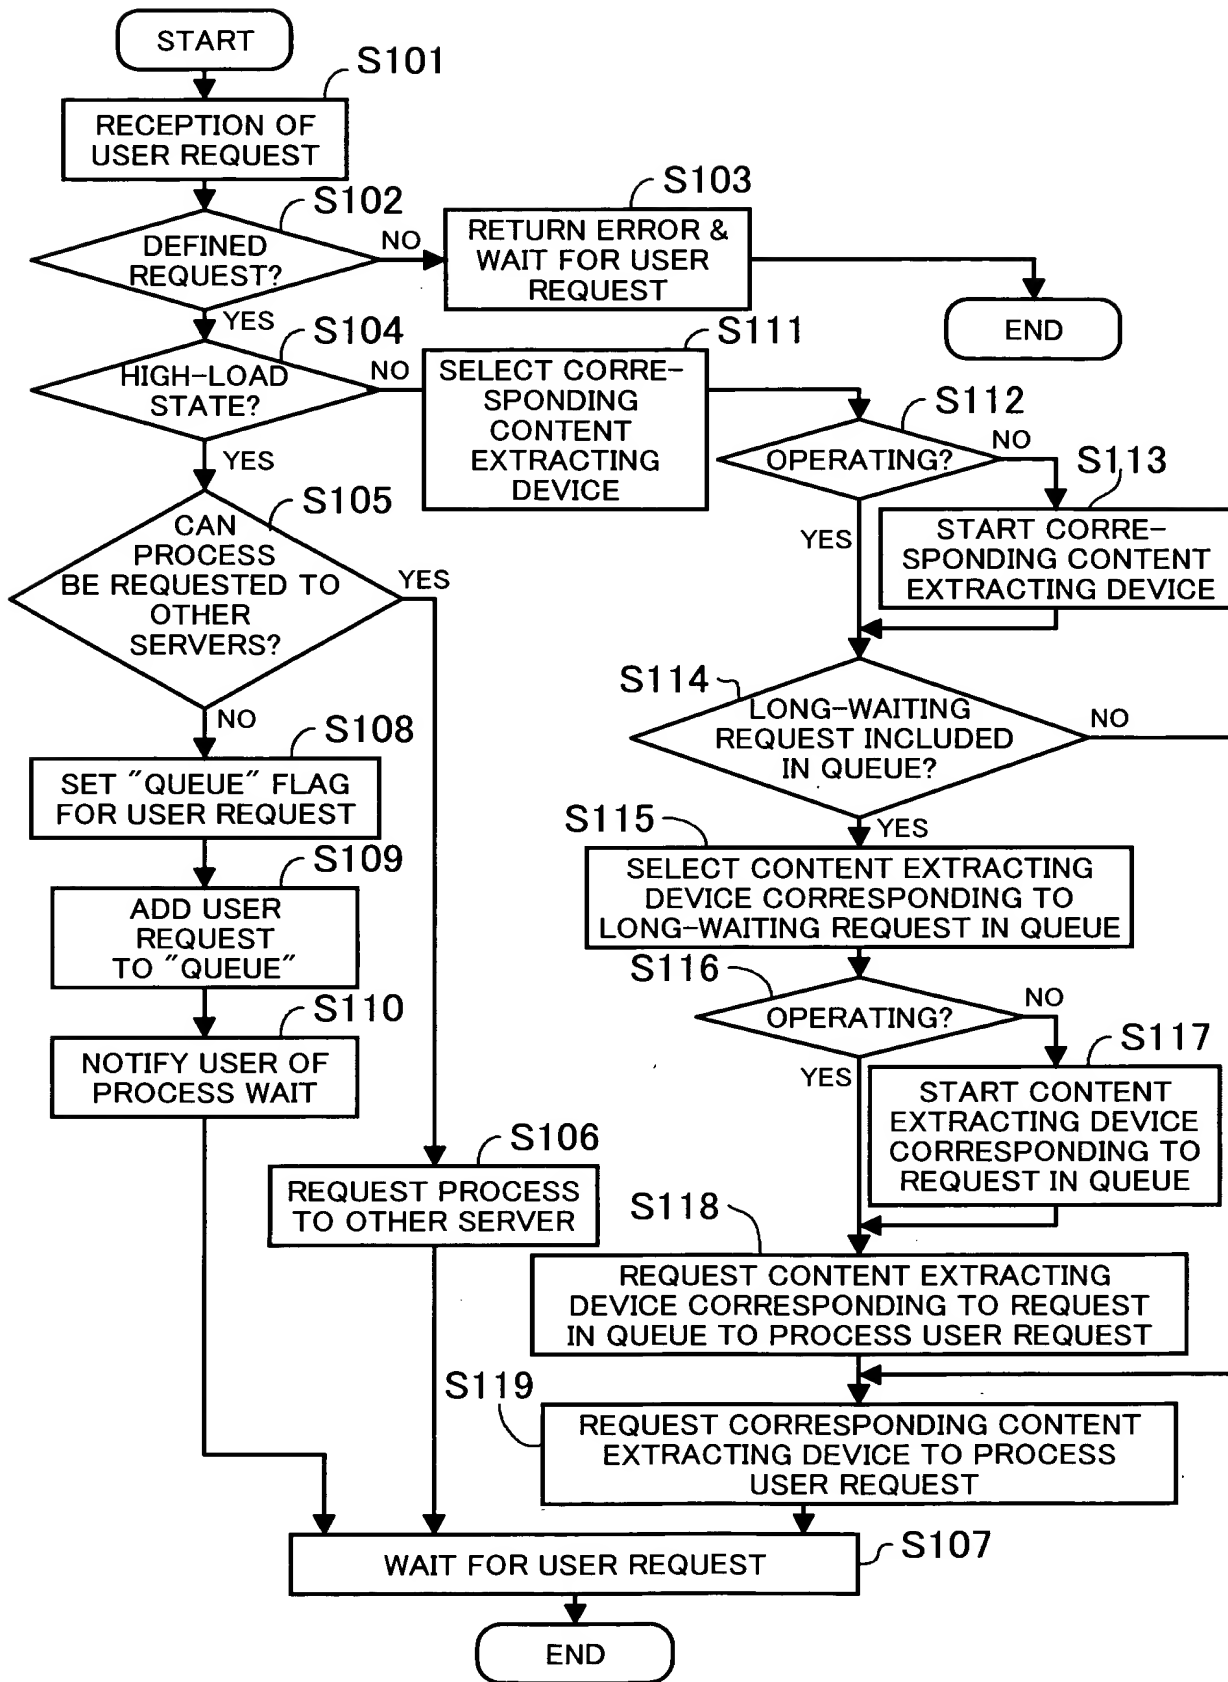 START
S101
RECEPTION OF
USER REQUEST
S102
DEFINED
REQUEST?
NO
YES
S103
RETURN ERROR &
WAIT FOR USER
REQUEST
END
S104
HIGH-LOAD
STATE?
NO
YES
S111
SELECT CORRE-
SPONDING
CONTENT
EXTRACTING
DEVICE
S112
OPERATING?
NO
YES
S113
START CORRE-
SPONDING CONTENT
EXTRACTING DEVICE
S105
CAN
PROCESS
BE REQUESTED TO
OTHER
SERVERS?
YES
NO
S114
LONG-WAITING
REQUEST INCLUDED
IN QUEUE?
NO
YES
S108
SET "QUEUE" FLAG
FOR USER REQUEST
S115
SELECT CONTENT EXTRACTING
DEVICE CORRESPONDING TO
LONG-WAITING REQUEST IN QUEUE
S109
ADD USER
REQUEST
TO "QUEUE"
S116
OPERATING?
NO
YES
S110
NOTIFY USER OF
PROCESS WAIT
S117
START CONTENT
EXTRACTING DEVICE
CORRESPONDING TO
REQUEST IN QUEUE
S106
REQUEST PROCESS
TO OTHER SERVER
S118
REQUEST CONTENT EXTRACTING
DEVICE CORRESPONDING TO REQUEST
IN QUEUE TO PROCESS USER REQUEST
S119
REQUEST CORRESPONDING CONTENT
EXTRACTING DEVICE TO PROCESS
USER REQUEST
S107
WAIT FOR USER REQUEST
END